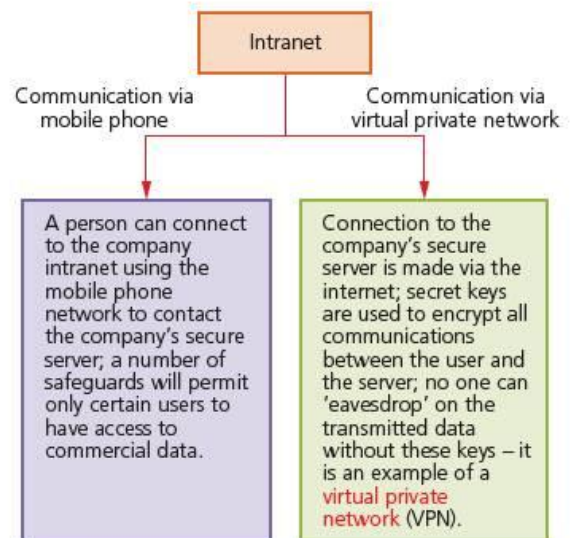 Intranet
Communication via
mobile phone
Communication via
virtual private network
A person can connect
to the company
intranet using the
mobile phone
network to contact
the company's secure
server; a number of
safeguards will permit
only certain users to
have access to
commercial data.
Connection to the
company's secure
server is made via the
internet; secret keys
are used to encrypt all
communications
between the user and
the server; no one can
'eavesdrop' on the
transmitted data
without these keys – it
is an example of a
virtual private
network (VPN).